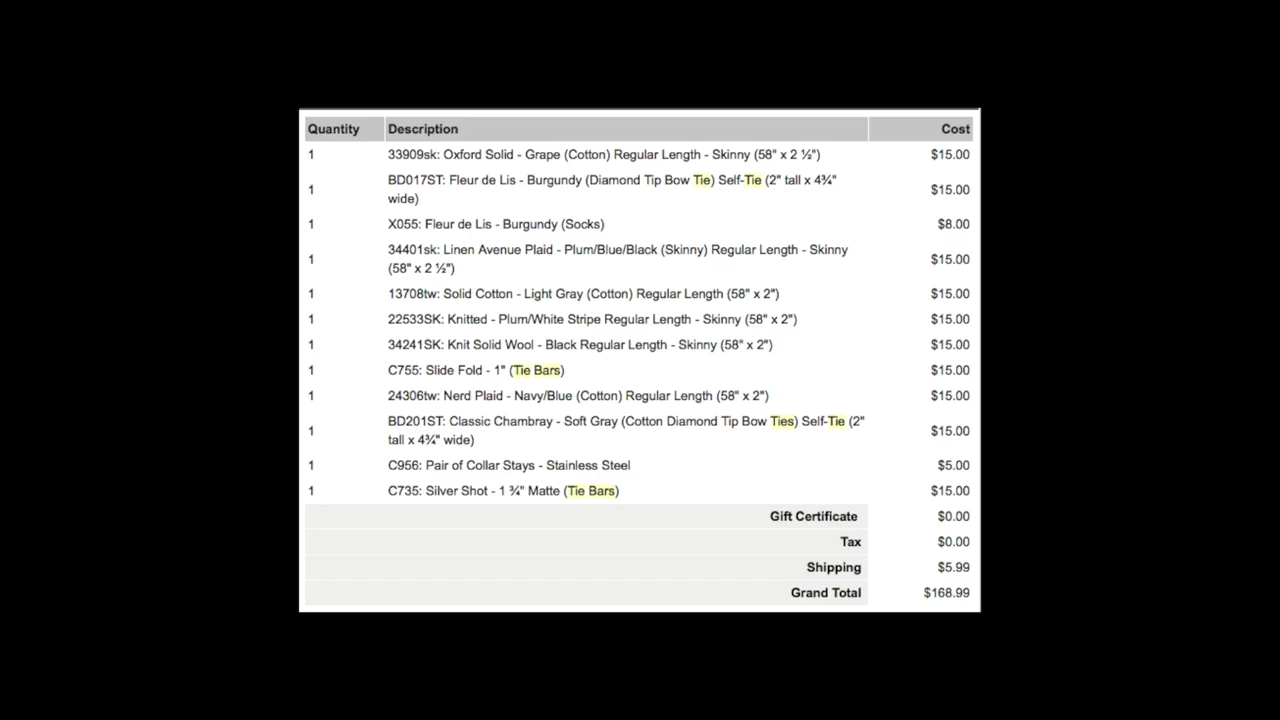 Quantity Description Cost
1 33909sk: Oxford Solid - Grape (Cotton) Regular Length - Skinny (58" x 2 ½") $15.00
1 BD017ST: Fleur de Lis - Burgundy (Diamond Tip Bow Tie) Self-Tie (2" tall x 4¾" $15.00
wide)
1 X055: Fleur de Lis - Burgundy (Socks) $8.00
1 34401sk: Linen Avenue Plaid - Plum/Blue/Black (Skinny) Regular Length - Skinny $15.00
(58" x 2 ½")
1 13708tw: Solid Cotton - Light Gray (Cotton) Regular Length (58" x 2") $15.00
1 22533SK: Knitted - Plum/White Stripe Regular Length - Skinny (58" x 2") $15.00
1 34241SK: Knit Solid Wool - Black Regular Length - Skinny (58" x 2") $15.00
1 C755: Slide Fold - 1" (Tie Bars) $15.00
1 24306tw: Nerd Plaid - Navy/Blue (Cotton) Regular Length (58" x 2") $15.00
1 BD201ST: Classic Chambray - Soft Gray (Cotton Diamond Tip Bow Ties) Self-Tie (2" $15.00
tall x 4¾" wide)
1 C956: Pair of Collar Stays - Stainless Steel $5.00
1 C735: Silver Shot - 1 ¾" Matte (Tie Bars) $15.00
Gift Certificate $0.00
Tax $0.00
Shipping $5.99
Grand Total $168.99